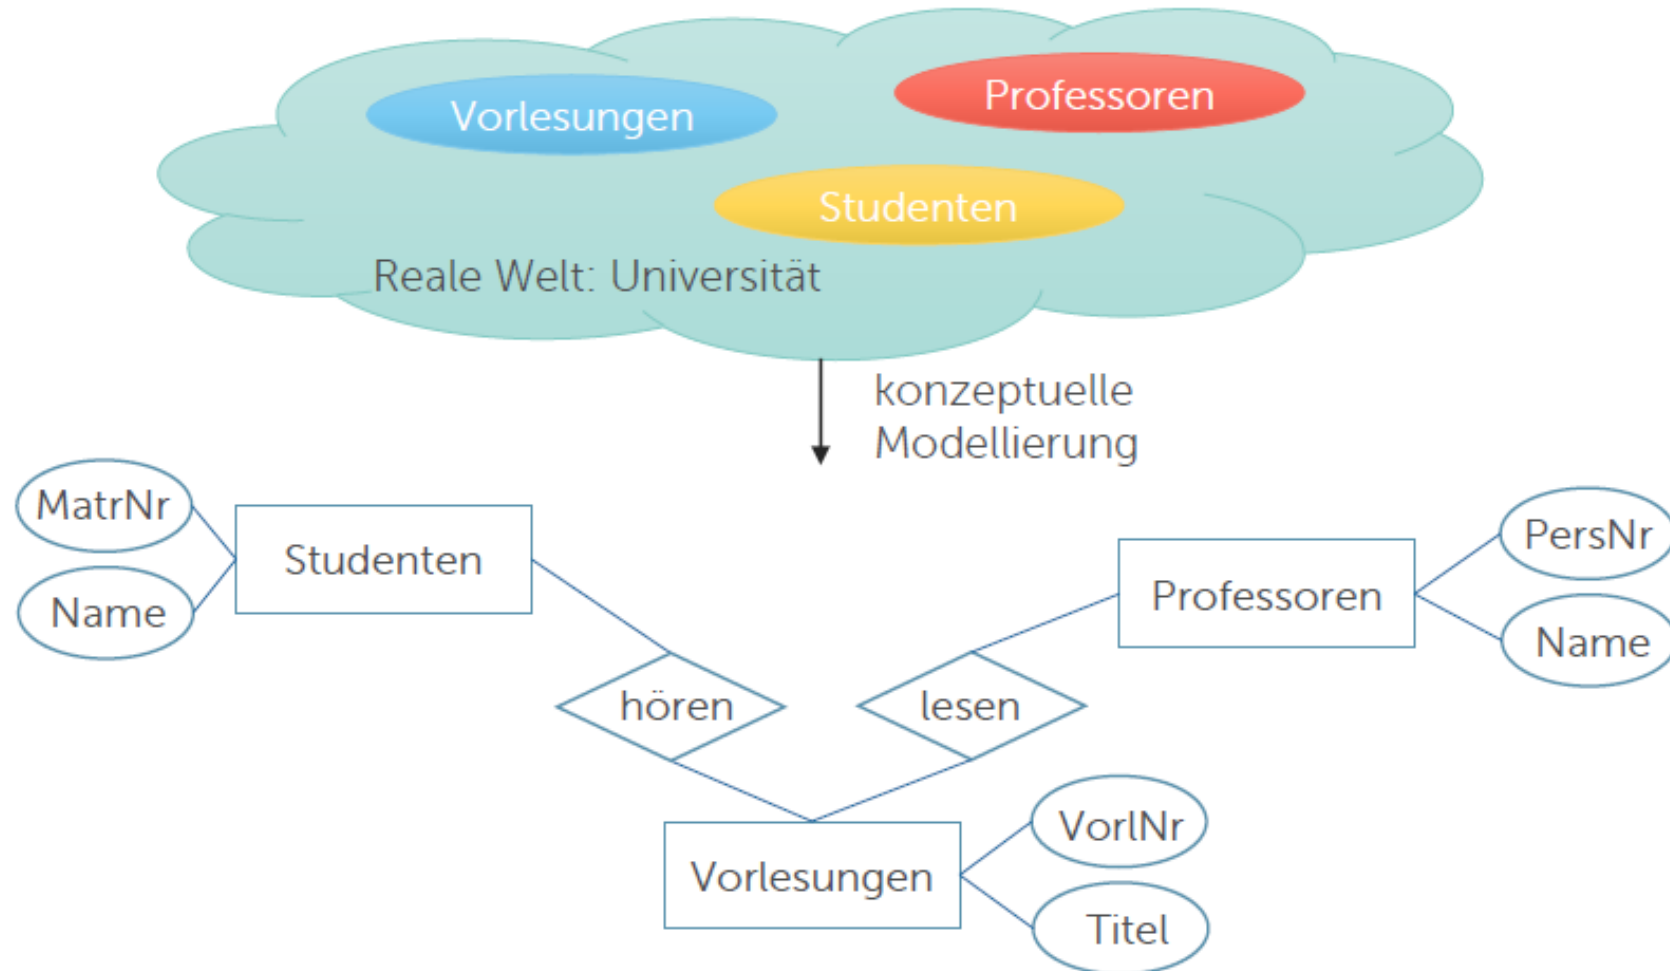 Vorlesungen
Professoren
Studenten
Reale Welt: Universität
konzeptuelle
Modellierung
MatrNr
Name
Studenten
Professoren
PersNr
Name
hören
lesen
Vorlesungen
VorlNr
Titel